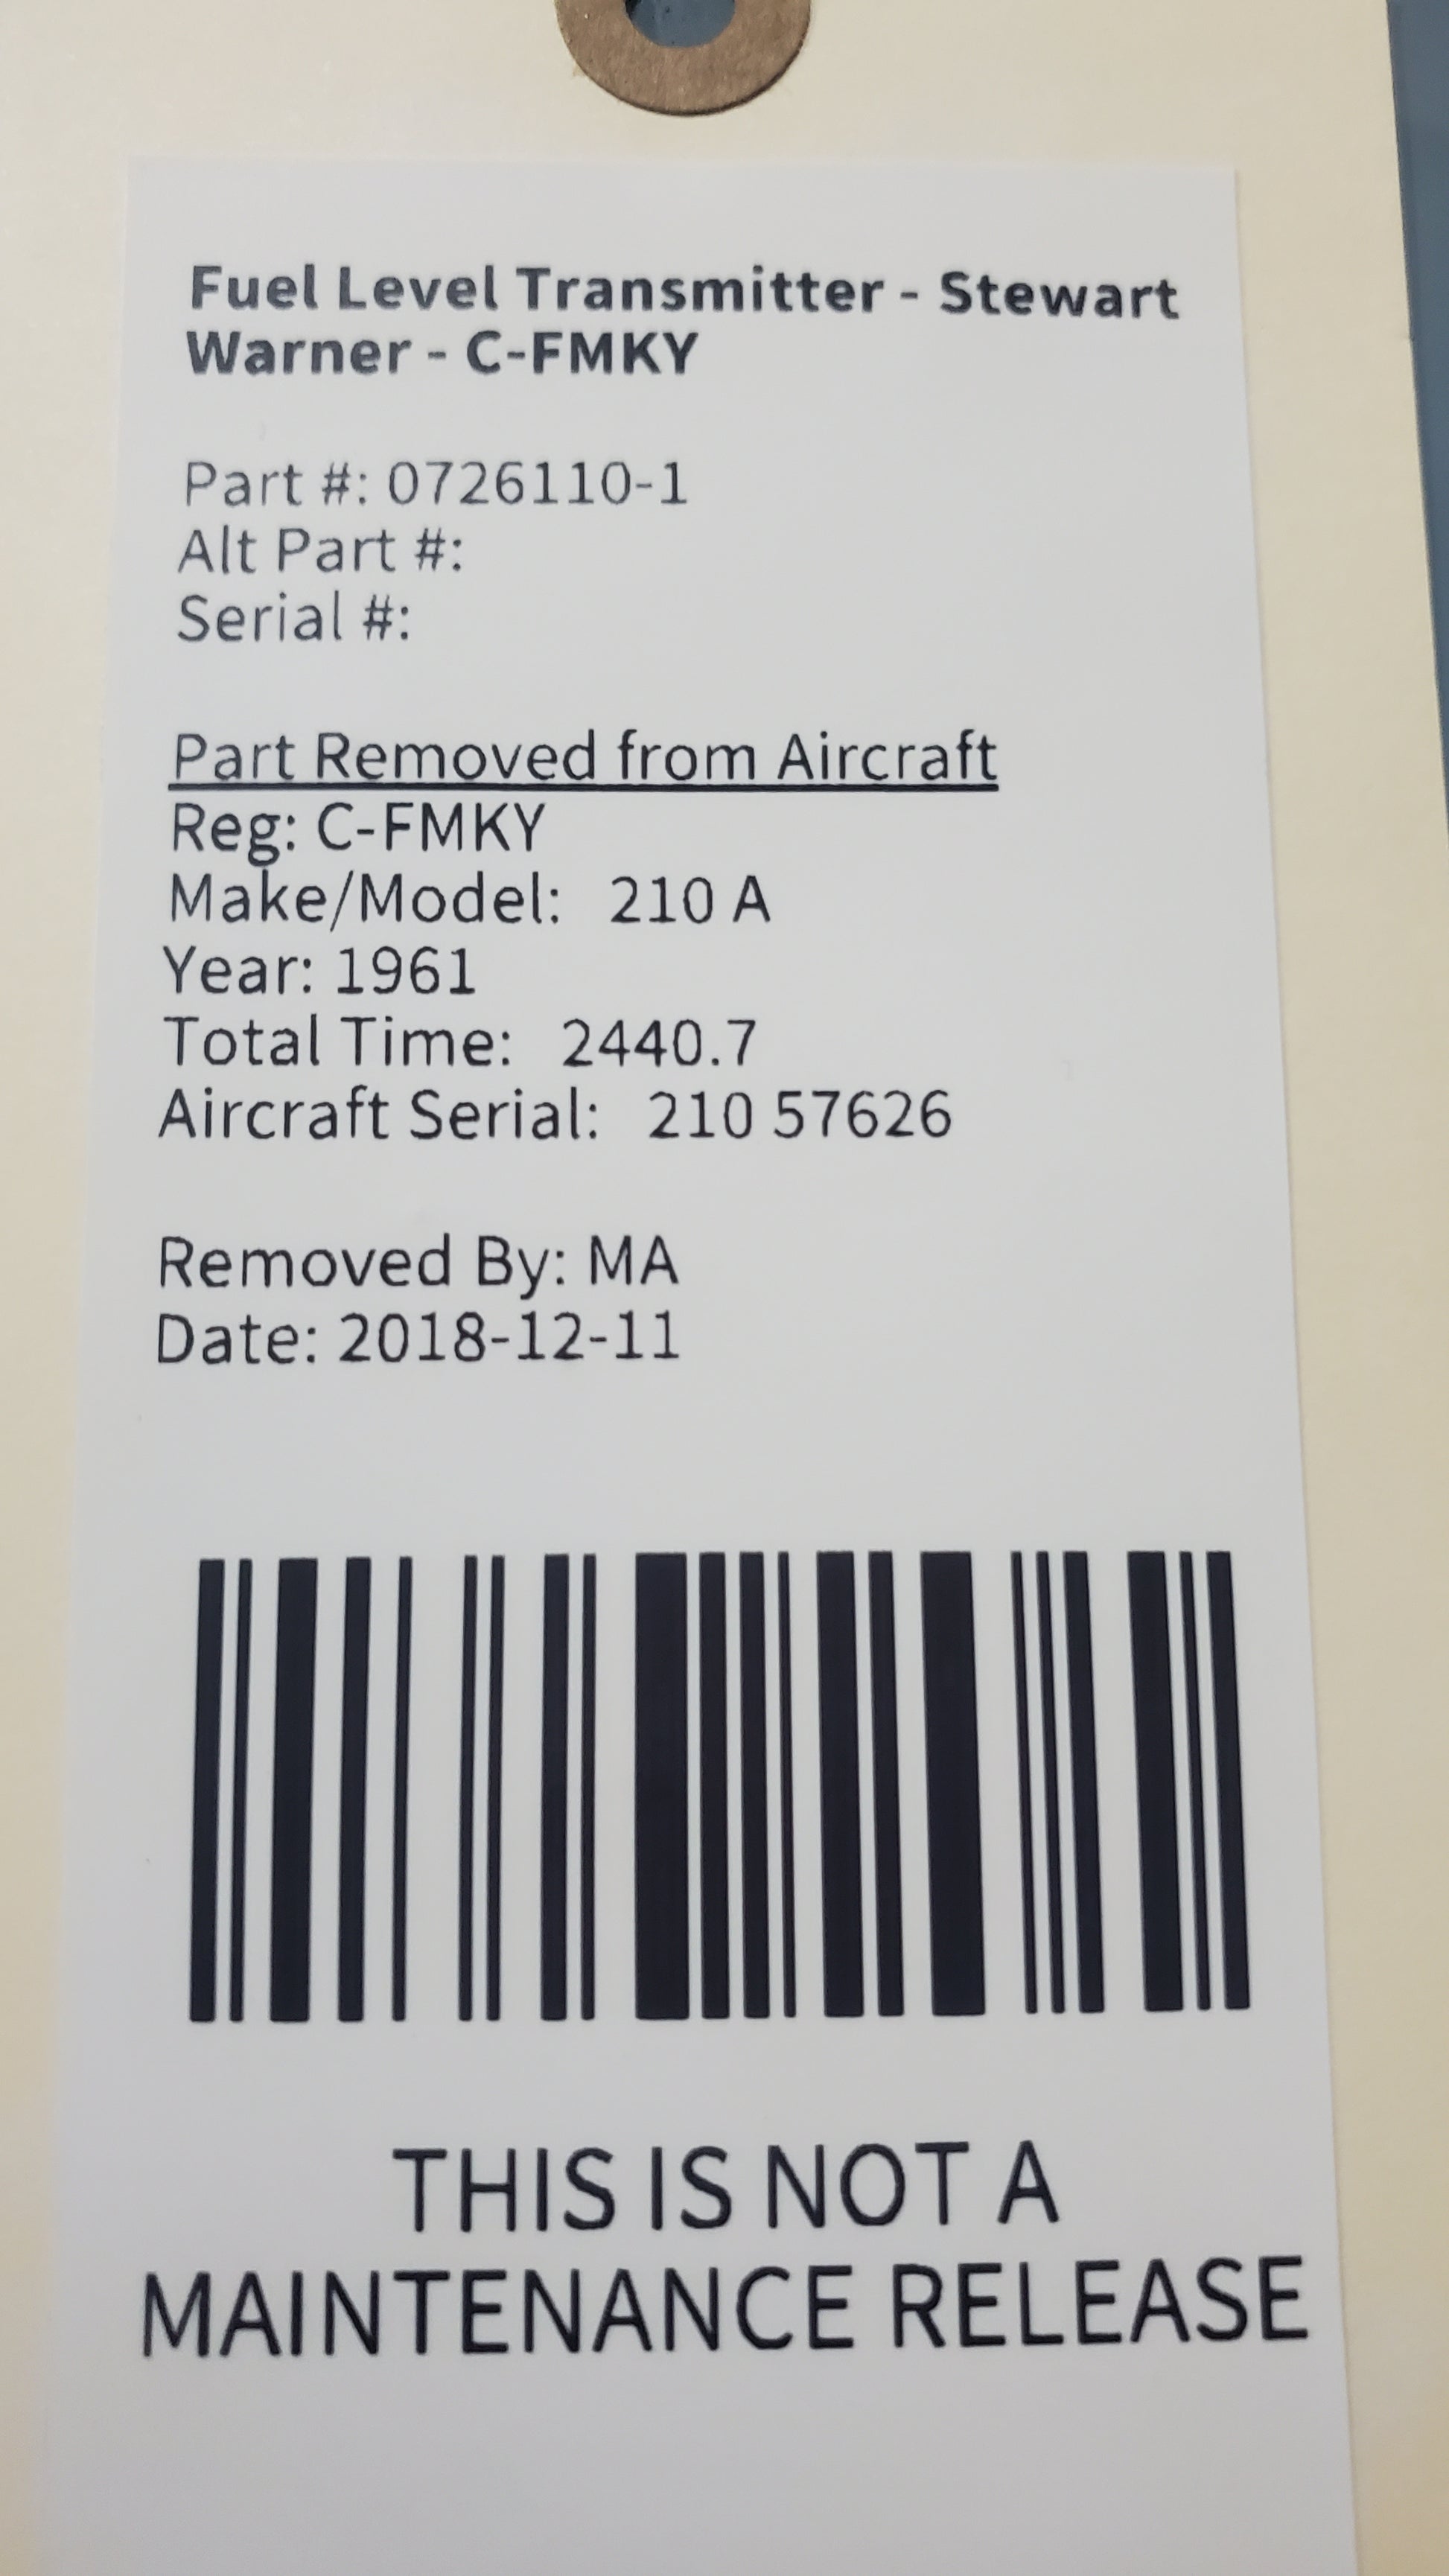 Fuel Level Transmitter - Stewart
Warner - C-FMKY
Part #: 0726110-1
Alt Part #:
Serial #:
Part Removed from Aircraft
Reg: C-FMKY
Make/Model: 210 A
Year: 1961
Total Time: 2440.7
Aircraft Serial: 210 57626
Removed By: MA
Date: 2018-12-11
THIS IS NOT A
MAINTENANCE RELEASE